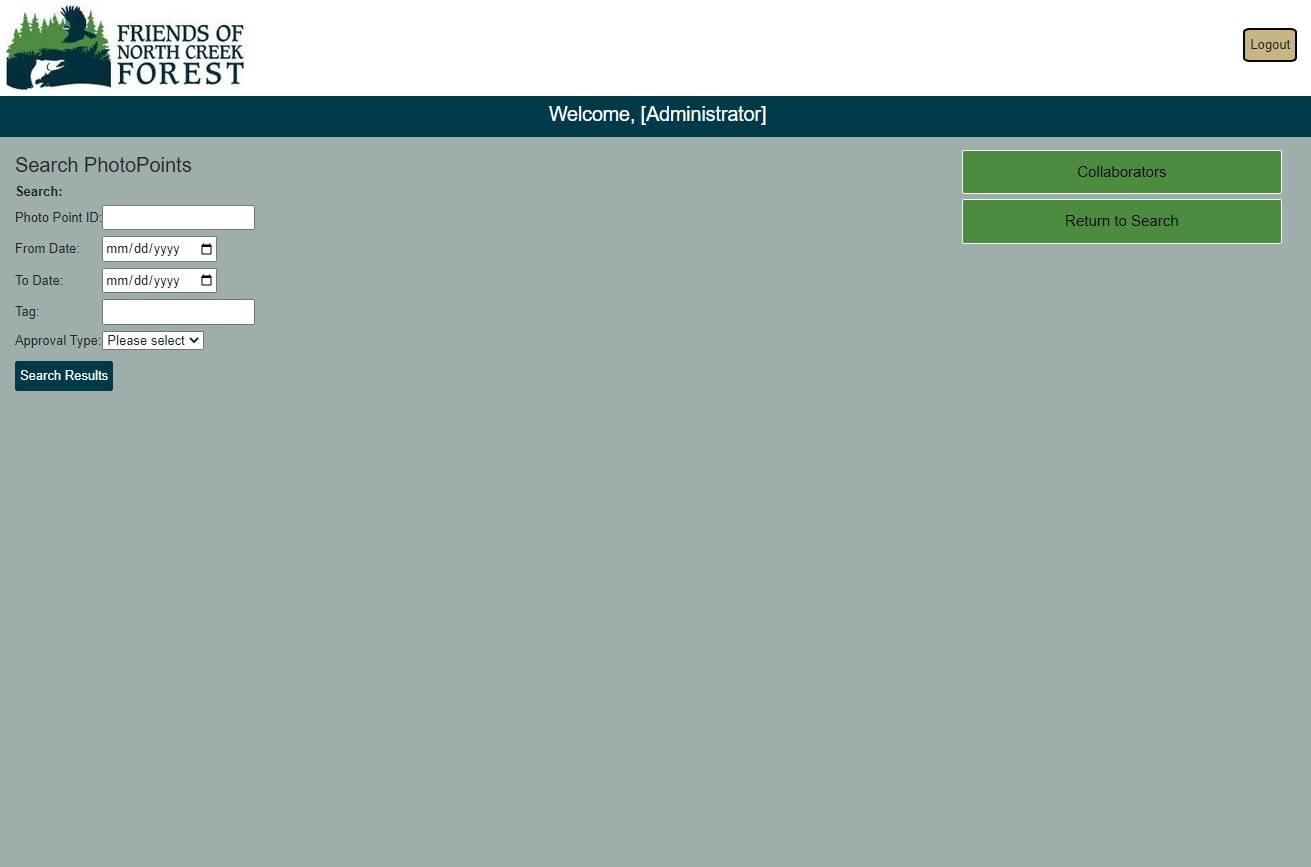 FRIENDS OF
NORTH CREEK
FOREST
Logout
Welcome, [Administrator]
Search PhotoPoints
Search:
Photo Point ID:
From Date: mm/dd/yyyy
To Date: mm/dd/yyyy
Tag:
Approval Type: Please select
Search Results
Collaborators
Return to Search